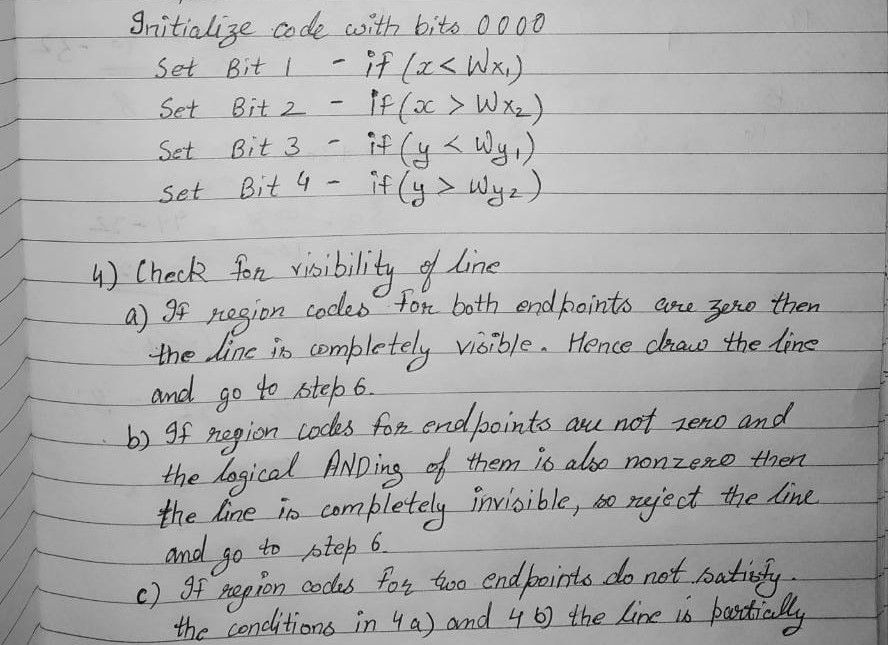 Initialize code with bits 0000
Set Bit 1 - if (x < Wx₁)
Set Bit 2 - if (x > Wx₂)
Set Bit 3 - if (y < Wy₁)
Set Bit 4 - if (y > Wy₂)
4) Check for visibility of line
a) If region codes for both endpoints are zero then
the line is completely visible. Hence draw the line
and go to step 6.
b) If region codes for endpoints are not zero and
the logical ANDing of them is also nonzero then
the line is completely invisible, so reject the line
and go to step 6.
c) If region codes for two endpoints do not satisfy
the conditions in 4a) and 4b) the line is partially